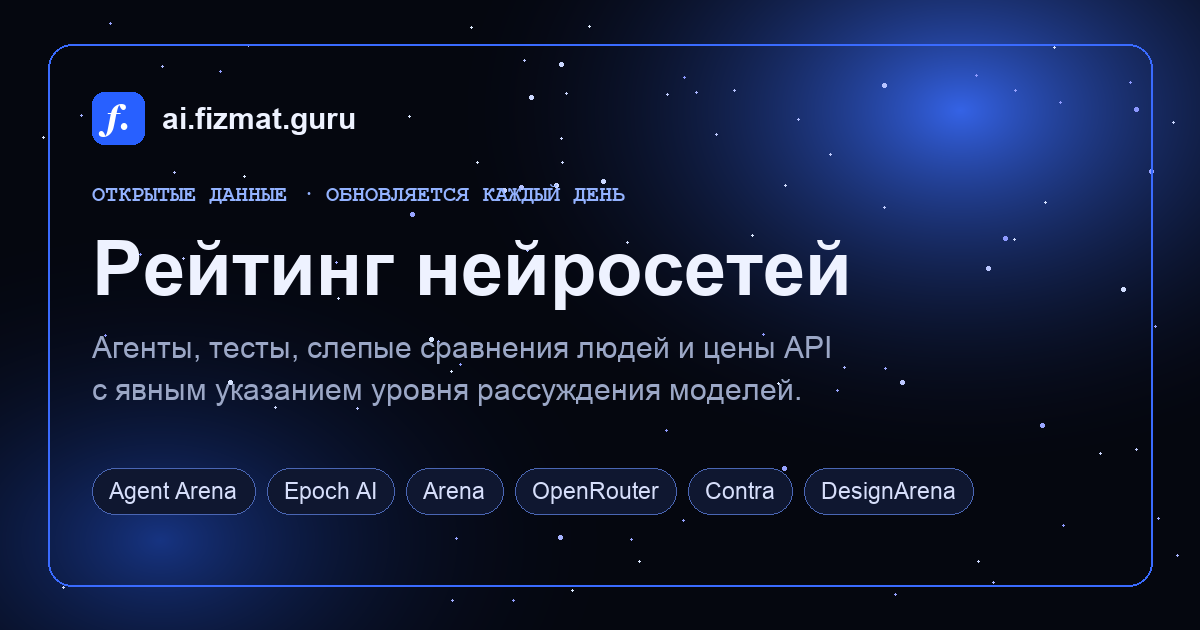 f.
ai.fizmat.guru
ОТКРЫТЫЕ ДАННЫЕ · ОБНОВЛЯЕТСЯ КАЖДЫЙ ДЕНЬ
Рейтинг нейросетей
Агенты, тесты, слепые сравнения людей и цены API
с явным указанием уровня рассуждения моделей.
Agent Arena Epoch AI Arena OpenRouter Contra DesignArena